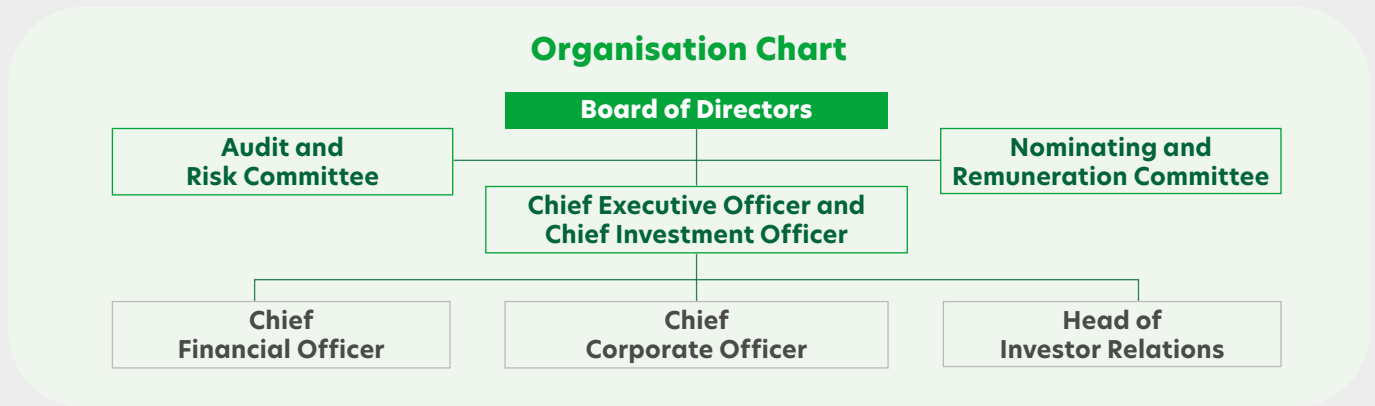 Organisation Chart
Board of Directors
Audit and
Risk Committee
Nominating and
Remuneration Committee
Chief Executive Officer and
Chief Investment Officer
Chief
Financial Officer
Chief
Corporate Officer
Head of
Investor Relations